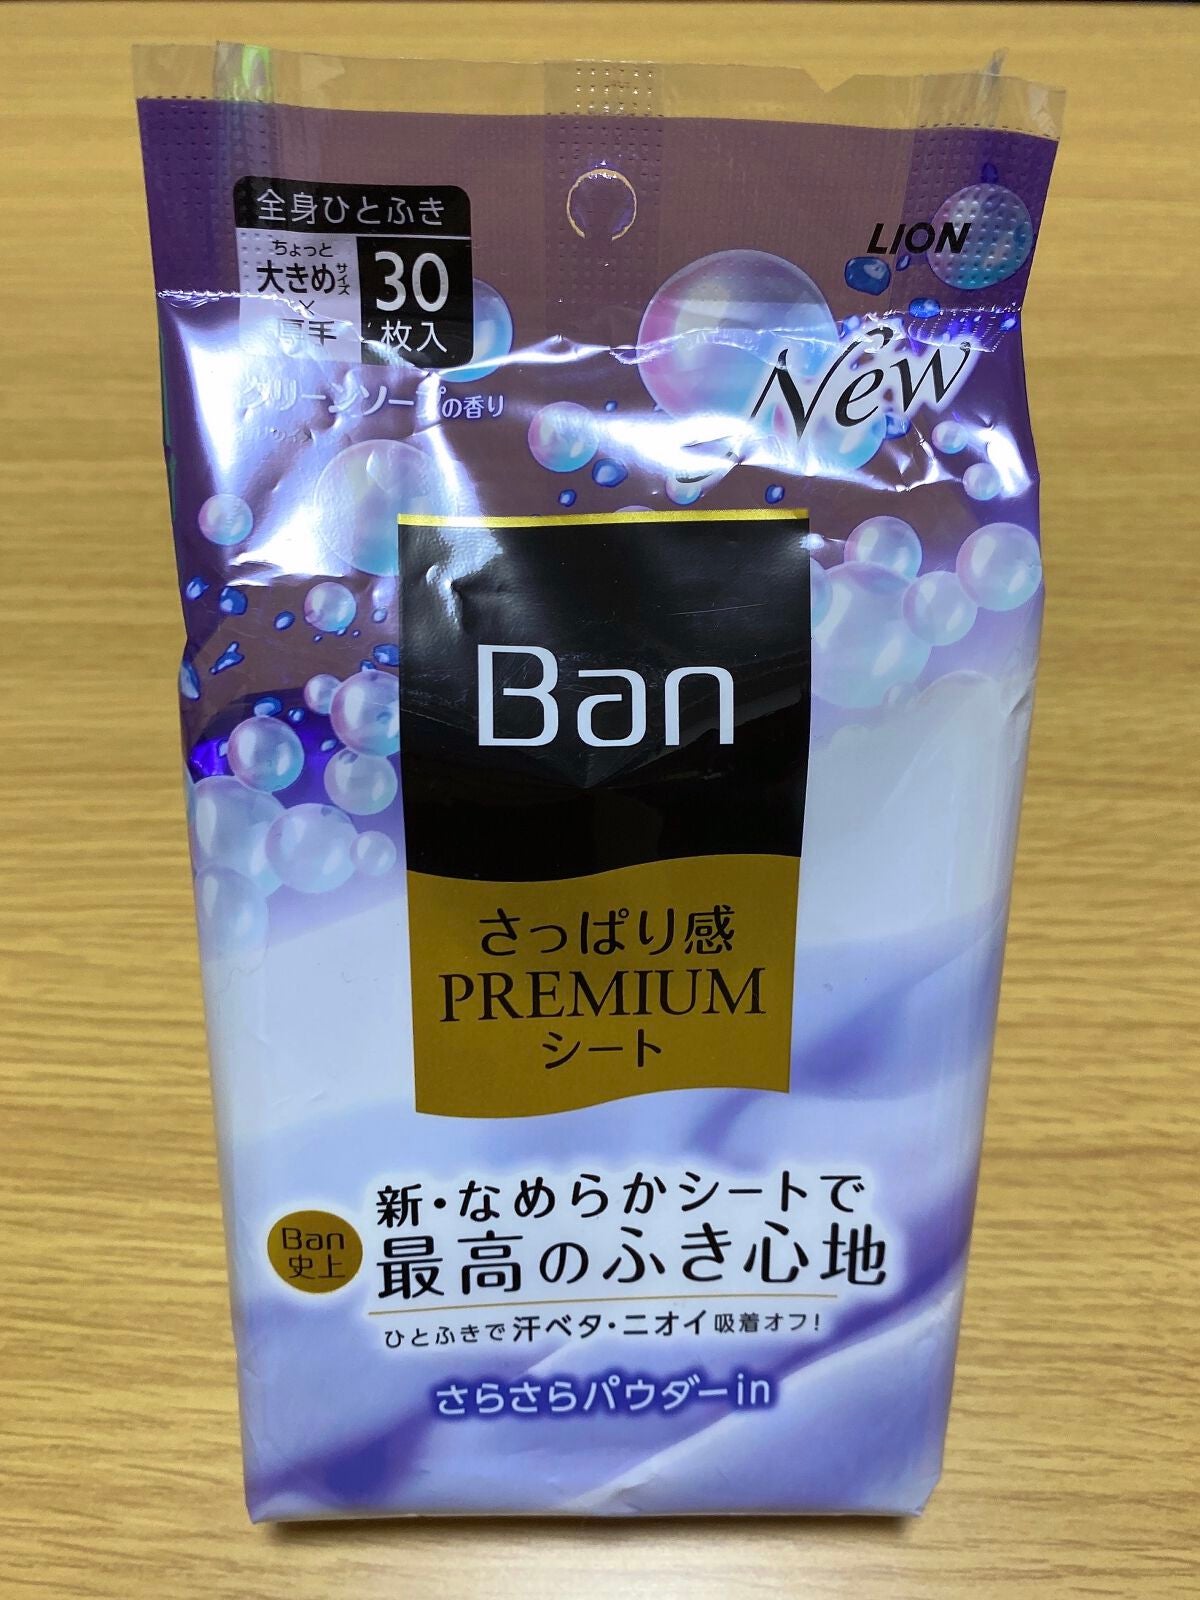 全身ひとふき
ちょっと
大きめサイズ
×
厚手
30
枚入
LION
New
クリーンソープの香り
Ban
さっぱり感
PREMIUM
シート
Ban
史上
新・なめらかシートで
最高のふき心地
ひとふきで汗ベタ・ニオイ吸着オフ!
さらさらパウダーin